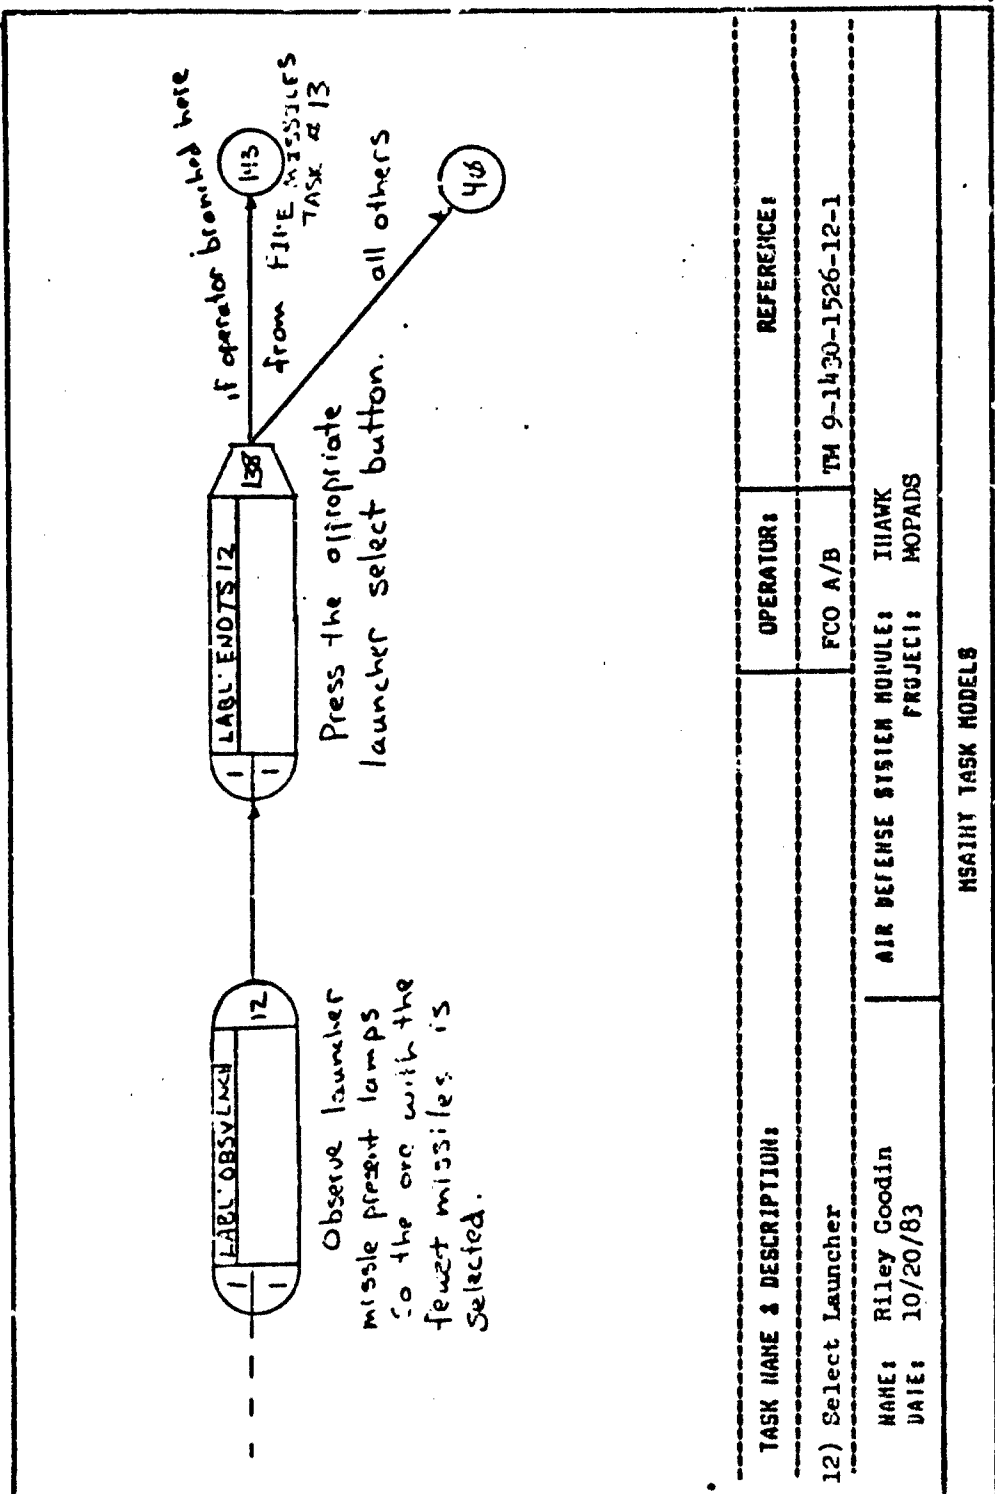 LABL'OBSVLNCH
1
1
12
Observe launcher
missle present lamps
so the one with the
fewest missiles is
selected.
LABL'ENDTS12
1
1
138
Press the appropriate
launcher select button.
if operator branched here
from FIRE MISSILES
TASK # 13
143
all others
40
TASK NAME & DESCRIPTION:
OPERATOR:
REFERENCE:
12) Select Launcher
FCO A/B
TM 9-1430-1526-12-1
NAME: Riley Goodin
AIR DEFENSE SYSTEM MODULE: IHAWK
DATE: 10/20/83
PROJECT: MOPADS
MSAINT TASK MODELS